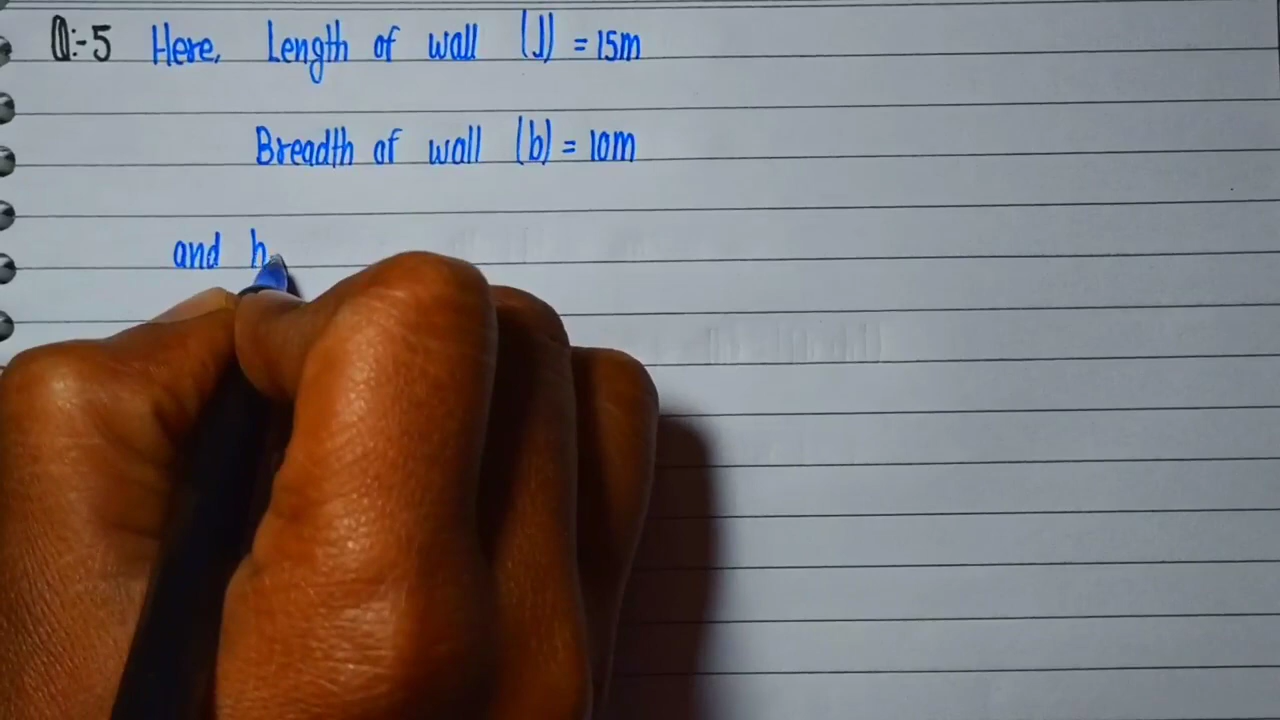 Q:-5 Here, Length of wall (l) = 15m
Breadth of wall (b) = 10m
and h